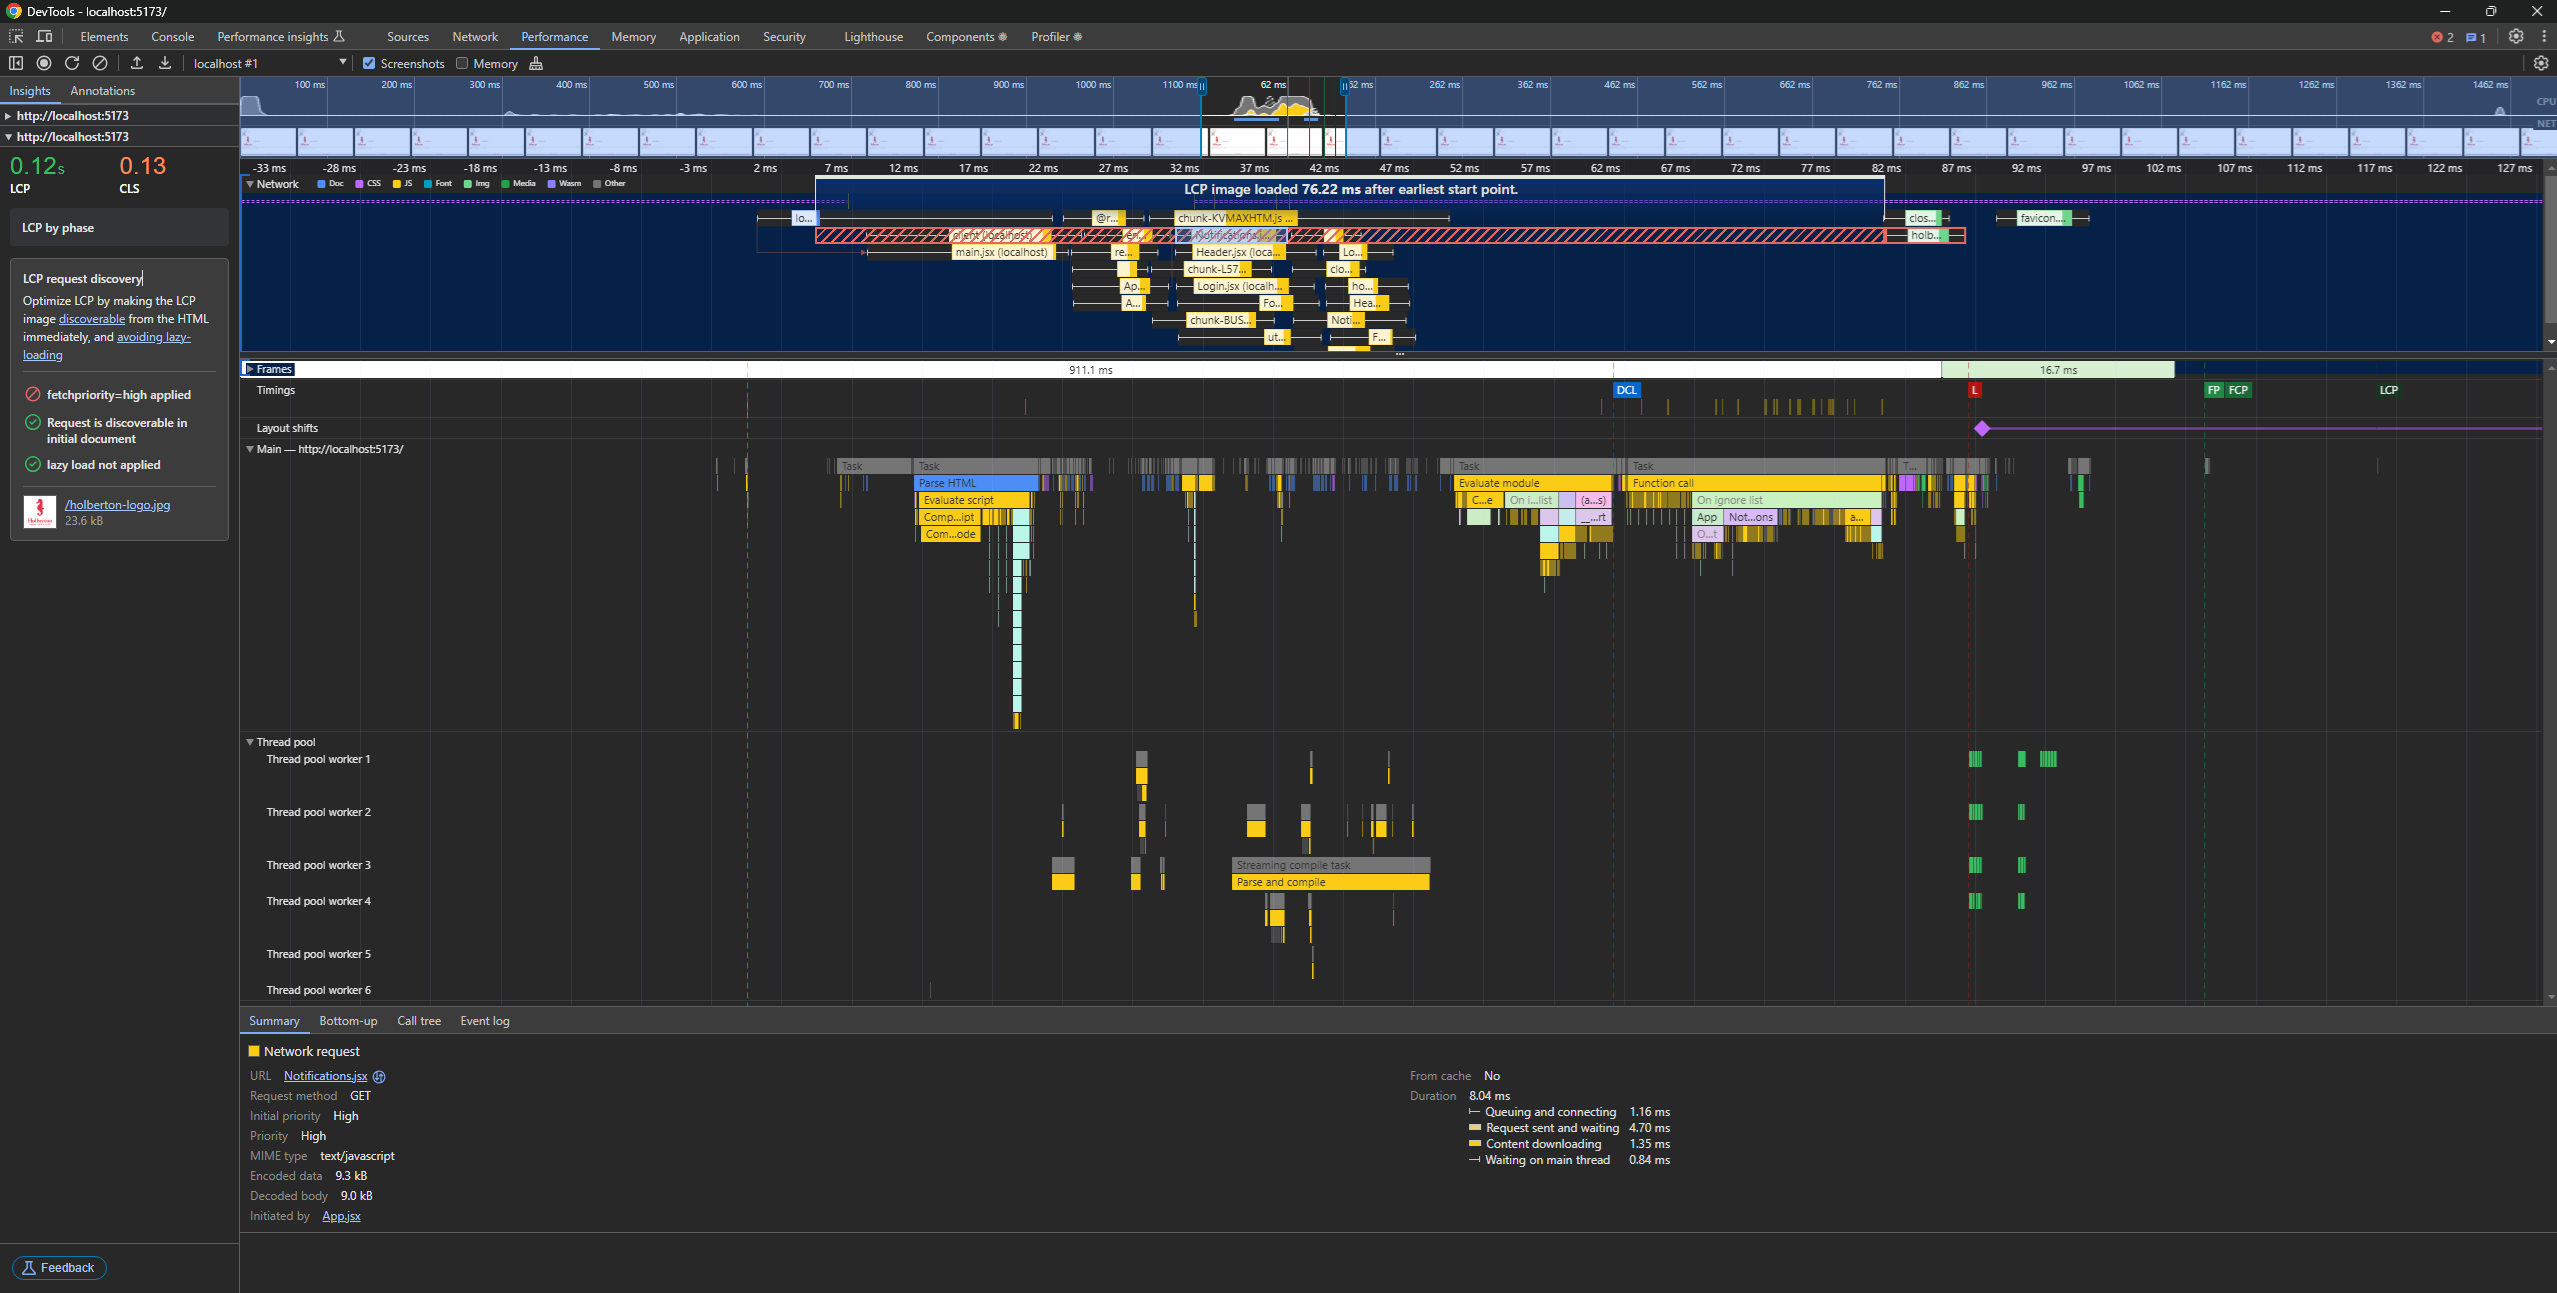 DevTools - localhost:5173/
Elements Console Performance insights Sources Network Performance Memory Application Security Lighthouse Components Profiler 2 1
localhost #1 Screenshots Memory
Insights Annotations
http://localhost:5173
http://localhost:5173
0.12s 0.13
LCP CLS
LCP by phase
LCP request discovery
Optimize LCP by making the LCP
image discoverable from the HTML
immediately, and avoiding lazy-
loading
fetchpriority=high applied
Request is discoverable in
initial document
lazy load not applied
/holberton-logo.jpg
23.6 kB
Feedback
100 ms 200 ms 300 ms 400 ms 500 ms 600 ms 700 ms 800 ms 900 ms 1000 ms 1100 ms 62 ms 262 ms 362 ms 462 ms 562 ms 662 ms 762 ms 862 ms 962 ms 1062 ms 1162 ms 1262 ms 1362 ms 1462 ms
CPU
NET
-33 ms -28 ms -23 ms -18 ms -13 ms -8 ms -3 ms 2 ms 7 ms 12 ms 17 ms 22 ms 27 ms 32 ms 37 ms 42 ms 47 ms 52 ms 57 ms 62 ms 67 ms 72 ms 77 ms 82 ms 87 ms 92 ms 97 ms 102 ms 107 ms 112 ms 117 ms 122 ms 127 ms
Network Doc CSS JS Font Img Media Wasm Other
LCP image loaded 76.22 ms after earliest start point.
lo... @r... chunk-KVMAXHTM.js ... clos... favicon....
client (localhost) en... Notifications.j... holb...
main.jsx (localhost) re... Header.jsx (loca... Lo...
chunk-L57... clo...
Ap... Login.jsx (localh... ho...
A... Fo... Hea...
chunk-BUS... Noti...
ut... F...
Frames 911.1 ms 16.7 ms
Timings DCL L FP FCP LCP
Layout shifts
Main — http://localhost:5173/
Task Task Task Task T...
Parse HTML Evaluate module Function call
Evaluate script C...e On i...list (a...s) On ignore list
Comp...ipt __...rt App Not...ons a...
Com...ode O...t
Thread pool
Thread pool worker 1
Thread pool worker 2
Thread pool worker 3 Streaming compile task
Parse and compile
Thread pool worker 4
Thread pool worker 5
Thread pool worker 6
Summary Bottom-up Call tree Event log
Network request
URL Notifications.jsx
Request method GET
Initial priority High
Priority High
MIME type text/javascript
Encoded data 9.3 kB
Decoded body 9.0 kB
Initiated by App.jsx
From cache No
Duration 8.04 ms
Queuing and connecting 1.16 ms
Request sent and waiting 4.70 ms
Content downloading 1.35 ms
Waiting on main thread 0.84 ms